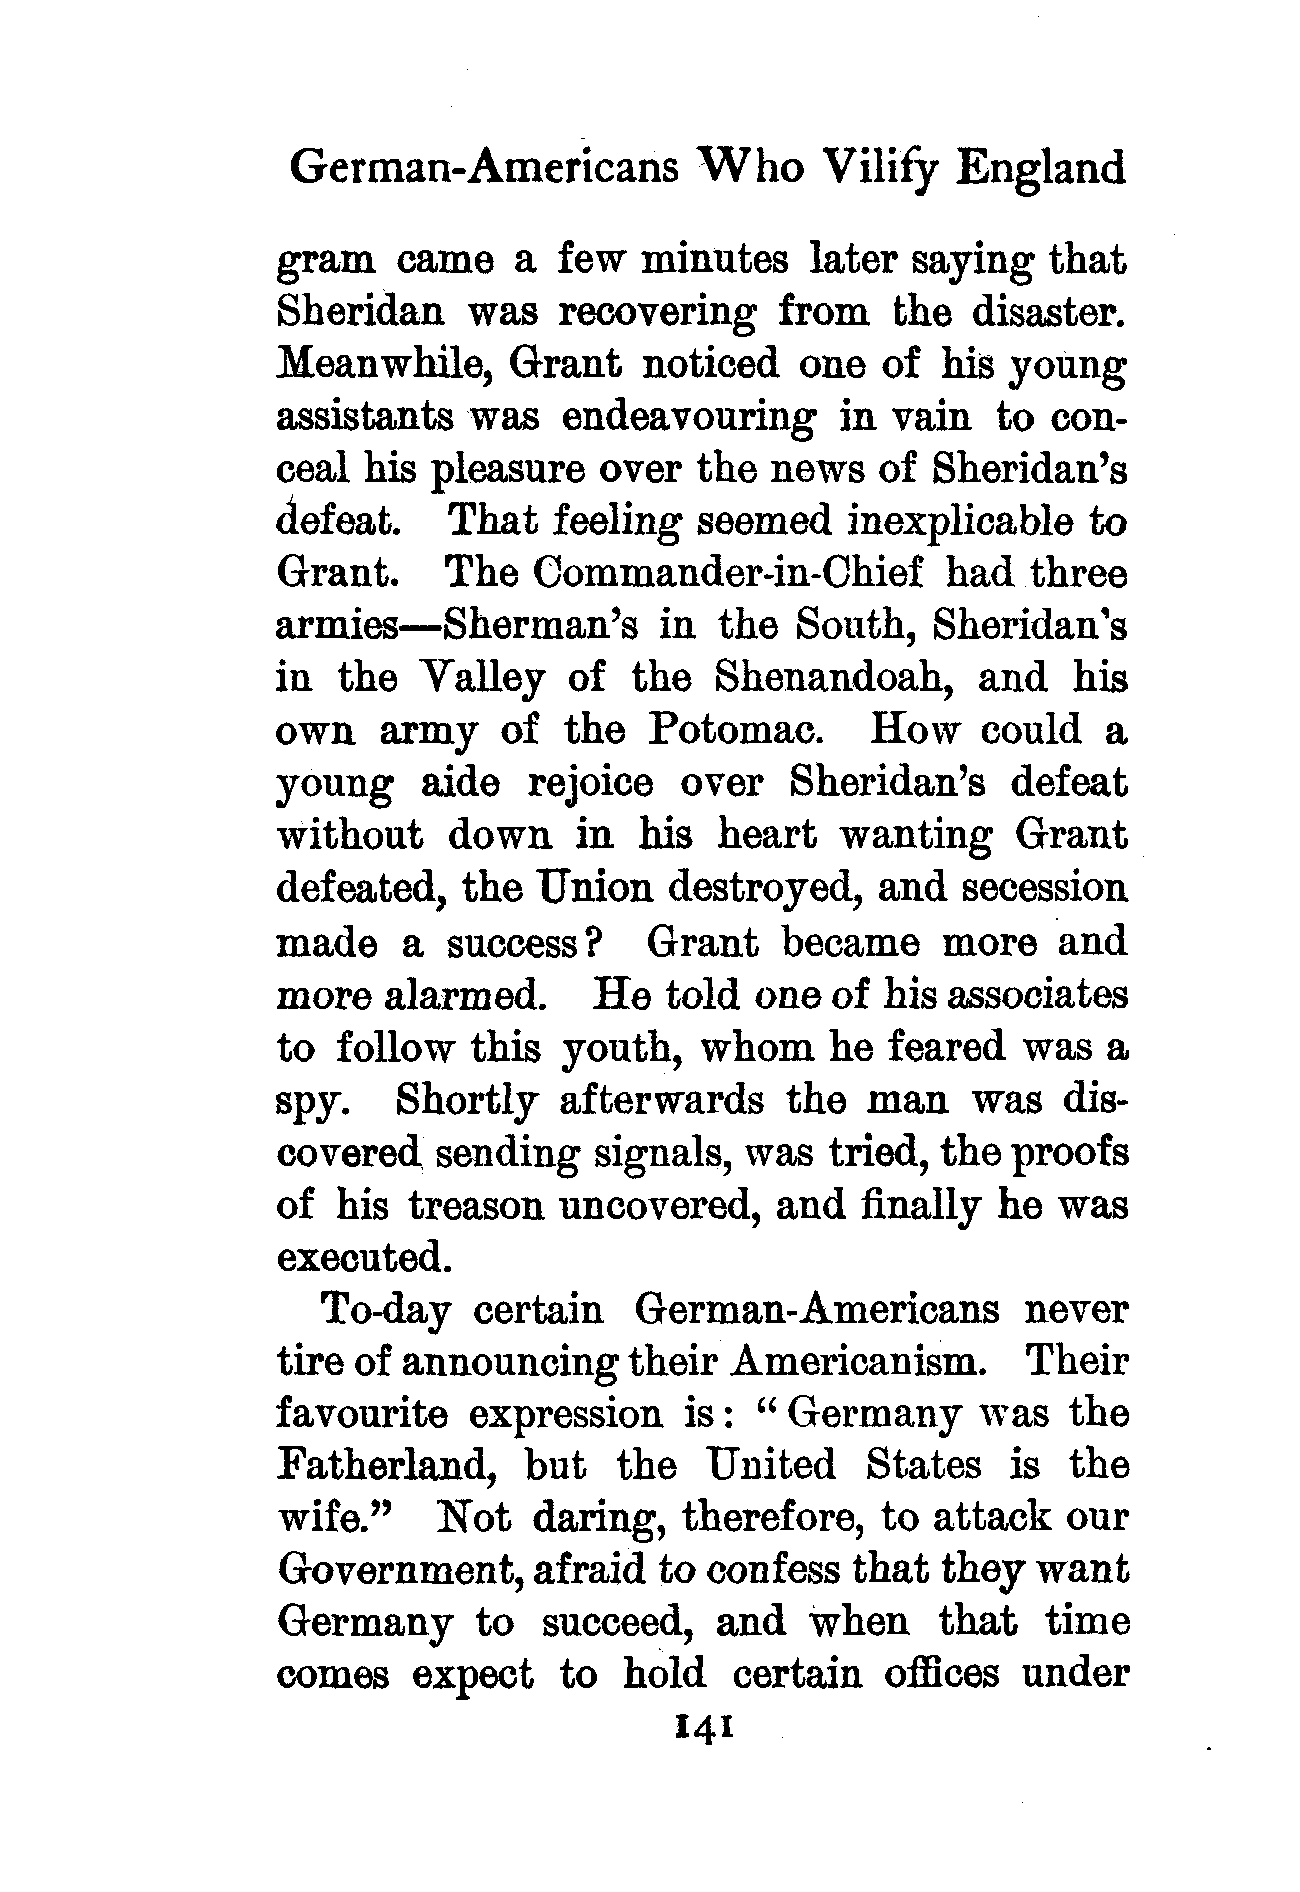 German-Americans Who Vilify England
gram came a few minutes later saying that
Sheridan was recovering from the disaster.
Meanwhile, Grant noticed one of his young
assistants was endeavouring in vain to con-
ceal his pleasure over the news of Sheridan's
defeat. That feeling seemed inexplicable to
Grant. The Commander-in-Chief had three
armies—Sherman's in the South, Sheridan's
in the Valley of the Shenandoah, and his
own army of the Potomac. How could a
young aide rejoice over Sheridan's defeat
without down in his heart wanting Grant
defeated, the Union destroyed, and secession
made a success? Grant became more and
more alarmed. He told one of his associates
to follow this youth, whom he feared was a
spy. Shortly afterwards the man was dis-
covered sending signals, was tried, the proofs
of his treason uncovered, and finally he was
executed.
To-day certain German-Americans never
tire of announcing their Americanism. Their
favourite expression is: "Germany was the
Fatherland, but the United States is the
wife." Not daring, therefore, to attack our
Government, afraid to confess that they want
Germany to succeed, and when that time
comes expect to hold certain offices under
141